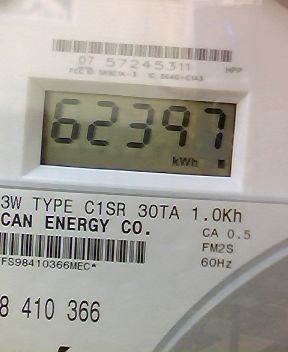 07 57245311
HPP
62397
kWh
3W TYPE C1SR 30TA 1.0Kh
CAN ENERGY CO.
CA 0.5
FM2S
60Hz
FS98410366MEC*
8 410 366